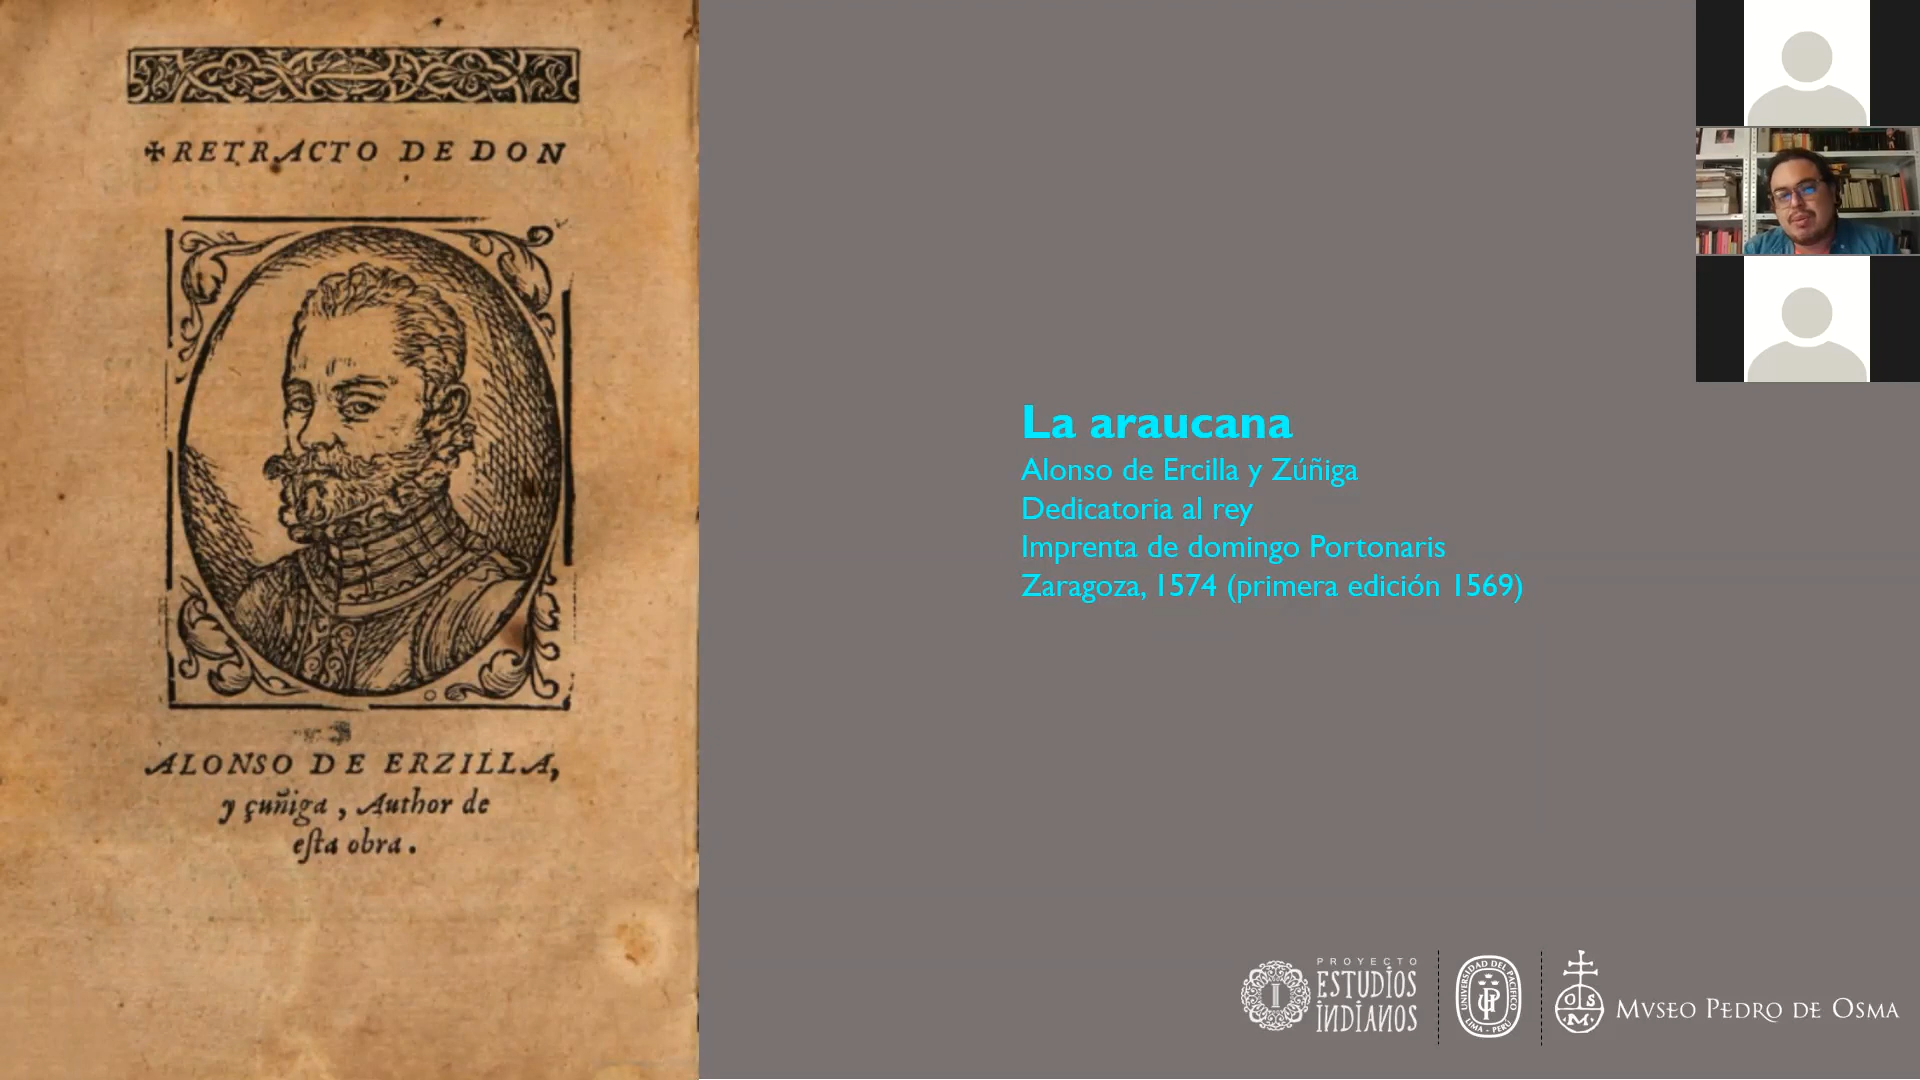 ✠RETRACTO DE DON
ALONSO DE ERZILLA,
y çuñiga, Author de
eſta obra.
La araucana
Alonso de Ercilla y Zúñiga
Dedicatoria al rey
Imprenta de domingo Portonaris
Zaragoza, 1574 (primera edición 1569)
PROYECTO
ESTUDIOS
INDIANOS
UNIVERSIDAD DEL PACIFICO
LIMA - PERU
OSM
MVSEO PEDRO DE OSMA